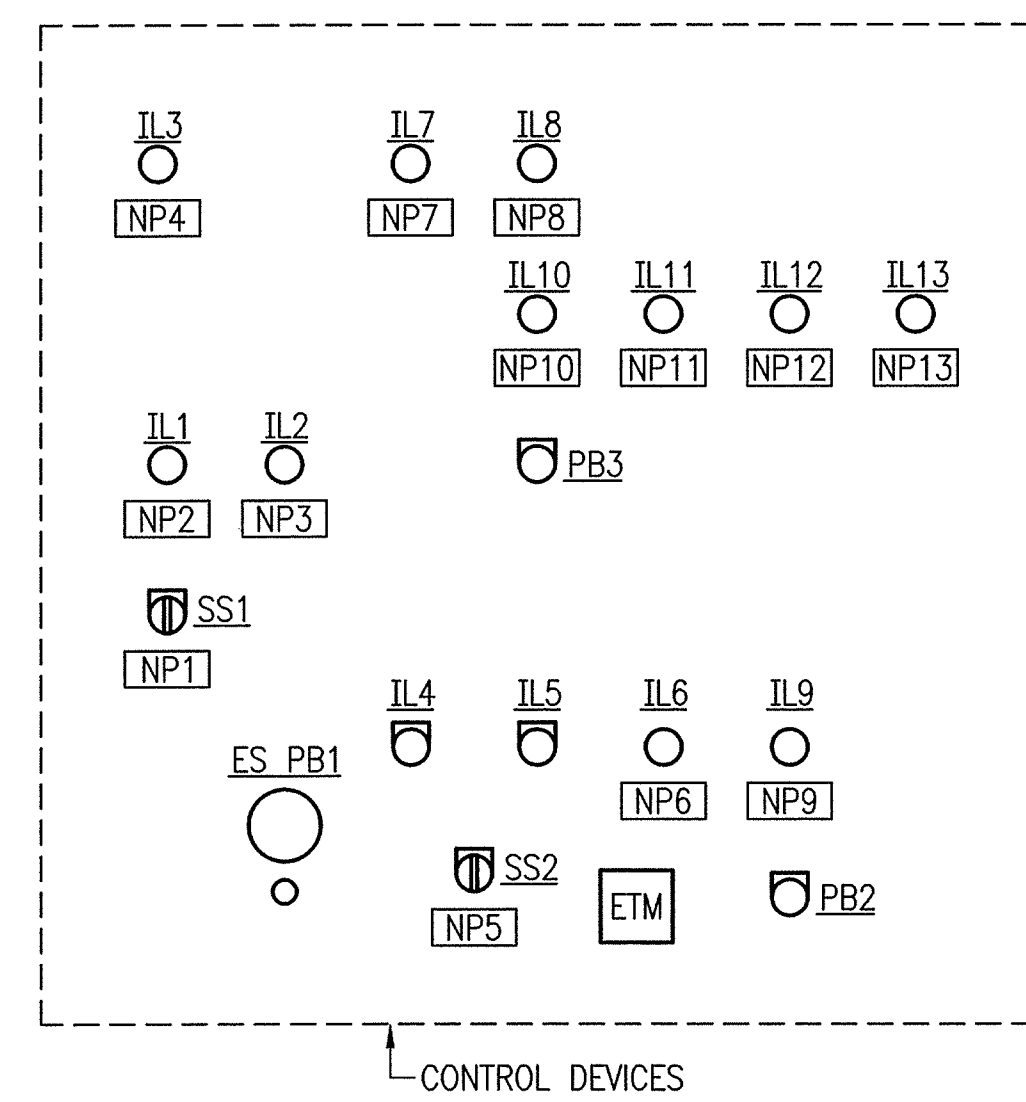 IL3 IL7 IL8
NP4 NP7 NP8
IL10 IL11 IL12 IL13
NP10 NP11 NP12 NP13
IL1 IL2
PB3
NP2 NP3
SS1
NP1
IL4 IL5 IL6 IL9
ES PB1
NP6 NP9
SS2
ETM PB2
NP5
CONTROL DEVICES